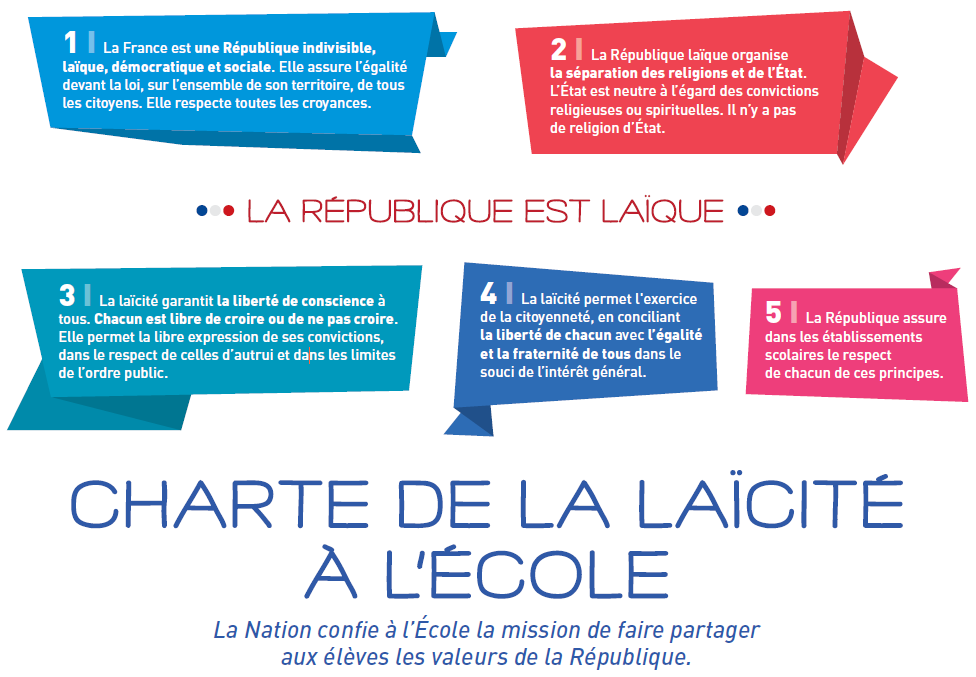 1 | La France est une République indivisible,
laïque, démocratique et sociale. Elle assure l'égalité
devant la loi, sur l'ensemble de son territoire, de tous
les citoyens. Elle respecte toutes les croyances.
2 | La République laïque organise
la séparation des religions et de l'État.
L'État est neutre à l'égard des convictions
religieuses ou spirituelles. Il n'y a pas
de religion d'État.
LA RÉPUBLIQUE EST LAÏQUE
3 | La laïcité garantit la liberté de conscience à
tous. Chacun est libre de croire ou de ne pas croire.
Elle permet la libre expression de ses convictions,
dans le respect de celles d'autrui et dans les limites
de l'ordre public.
4 | La laïcité permet l'exercice
de la citoyenneté, en conciliant
la liberté de chacun avec l'égalité
et la fraternité de tous dans le
souci de l'intérêt général.
5 | La République assure
dans les établissements
scolaires le respect
de chacun de ces principes.
CHARTE DE LA LAÏCITÉ
À L'ÉCOLE
La Nation confie à l'École la mission de faire partager
aux élèves les valeurs de la République.